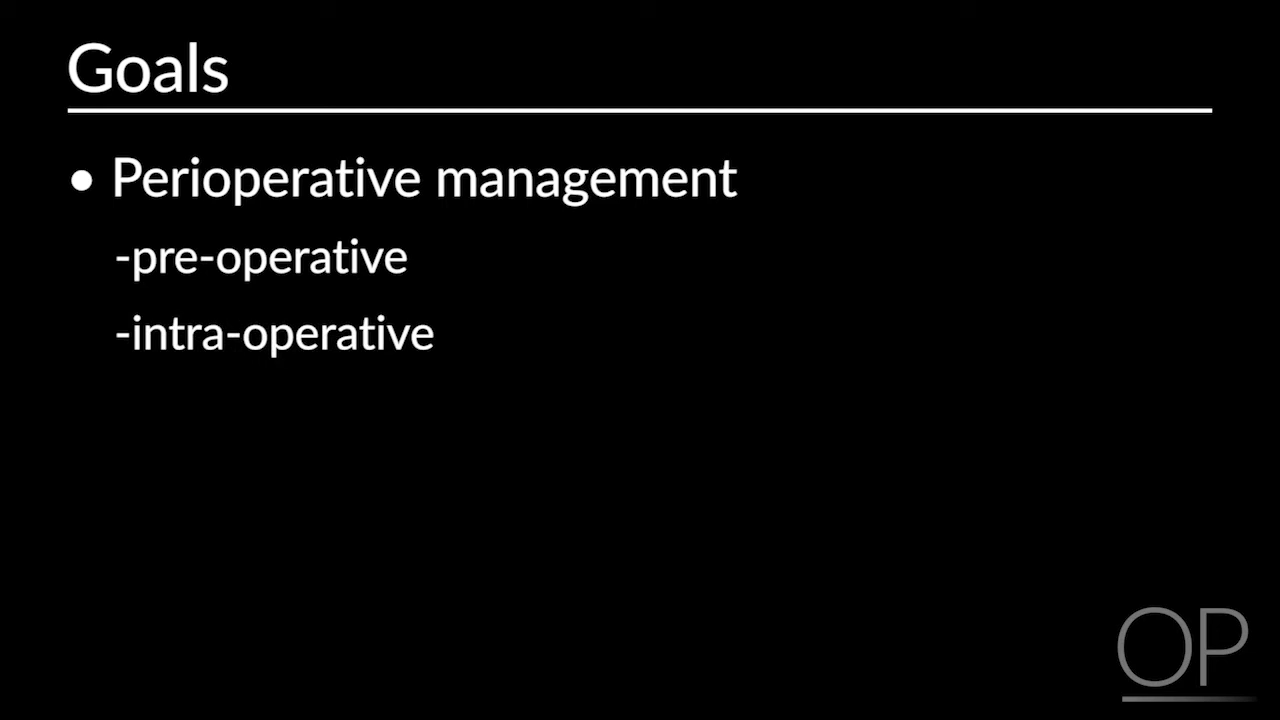 Goals
• Perioperative management
-pre-operative
-intra-operative
OP